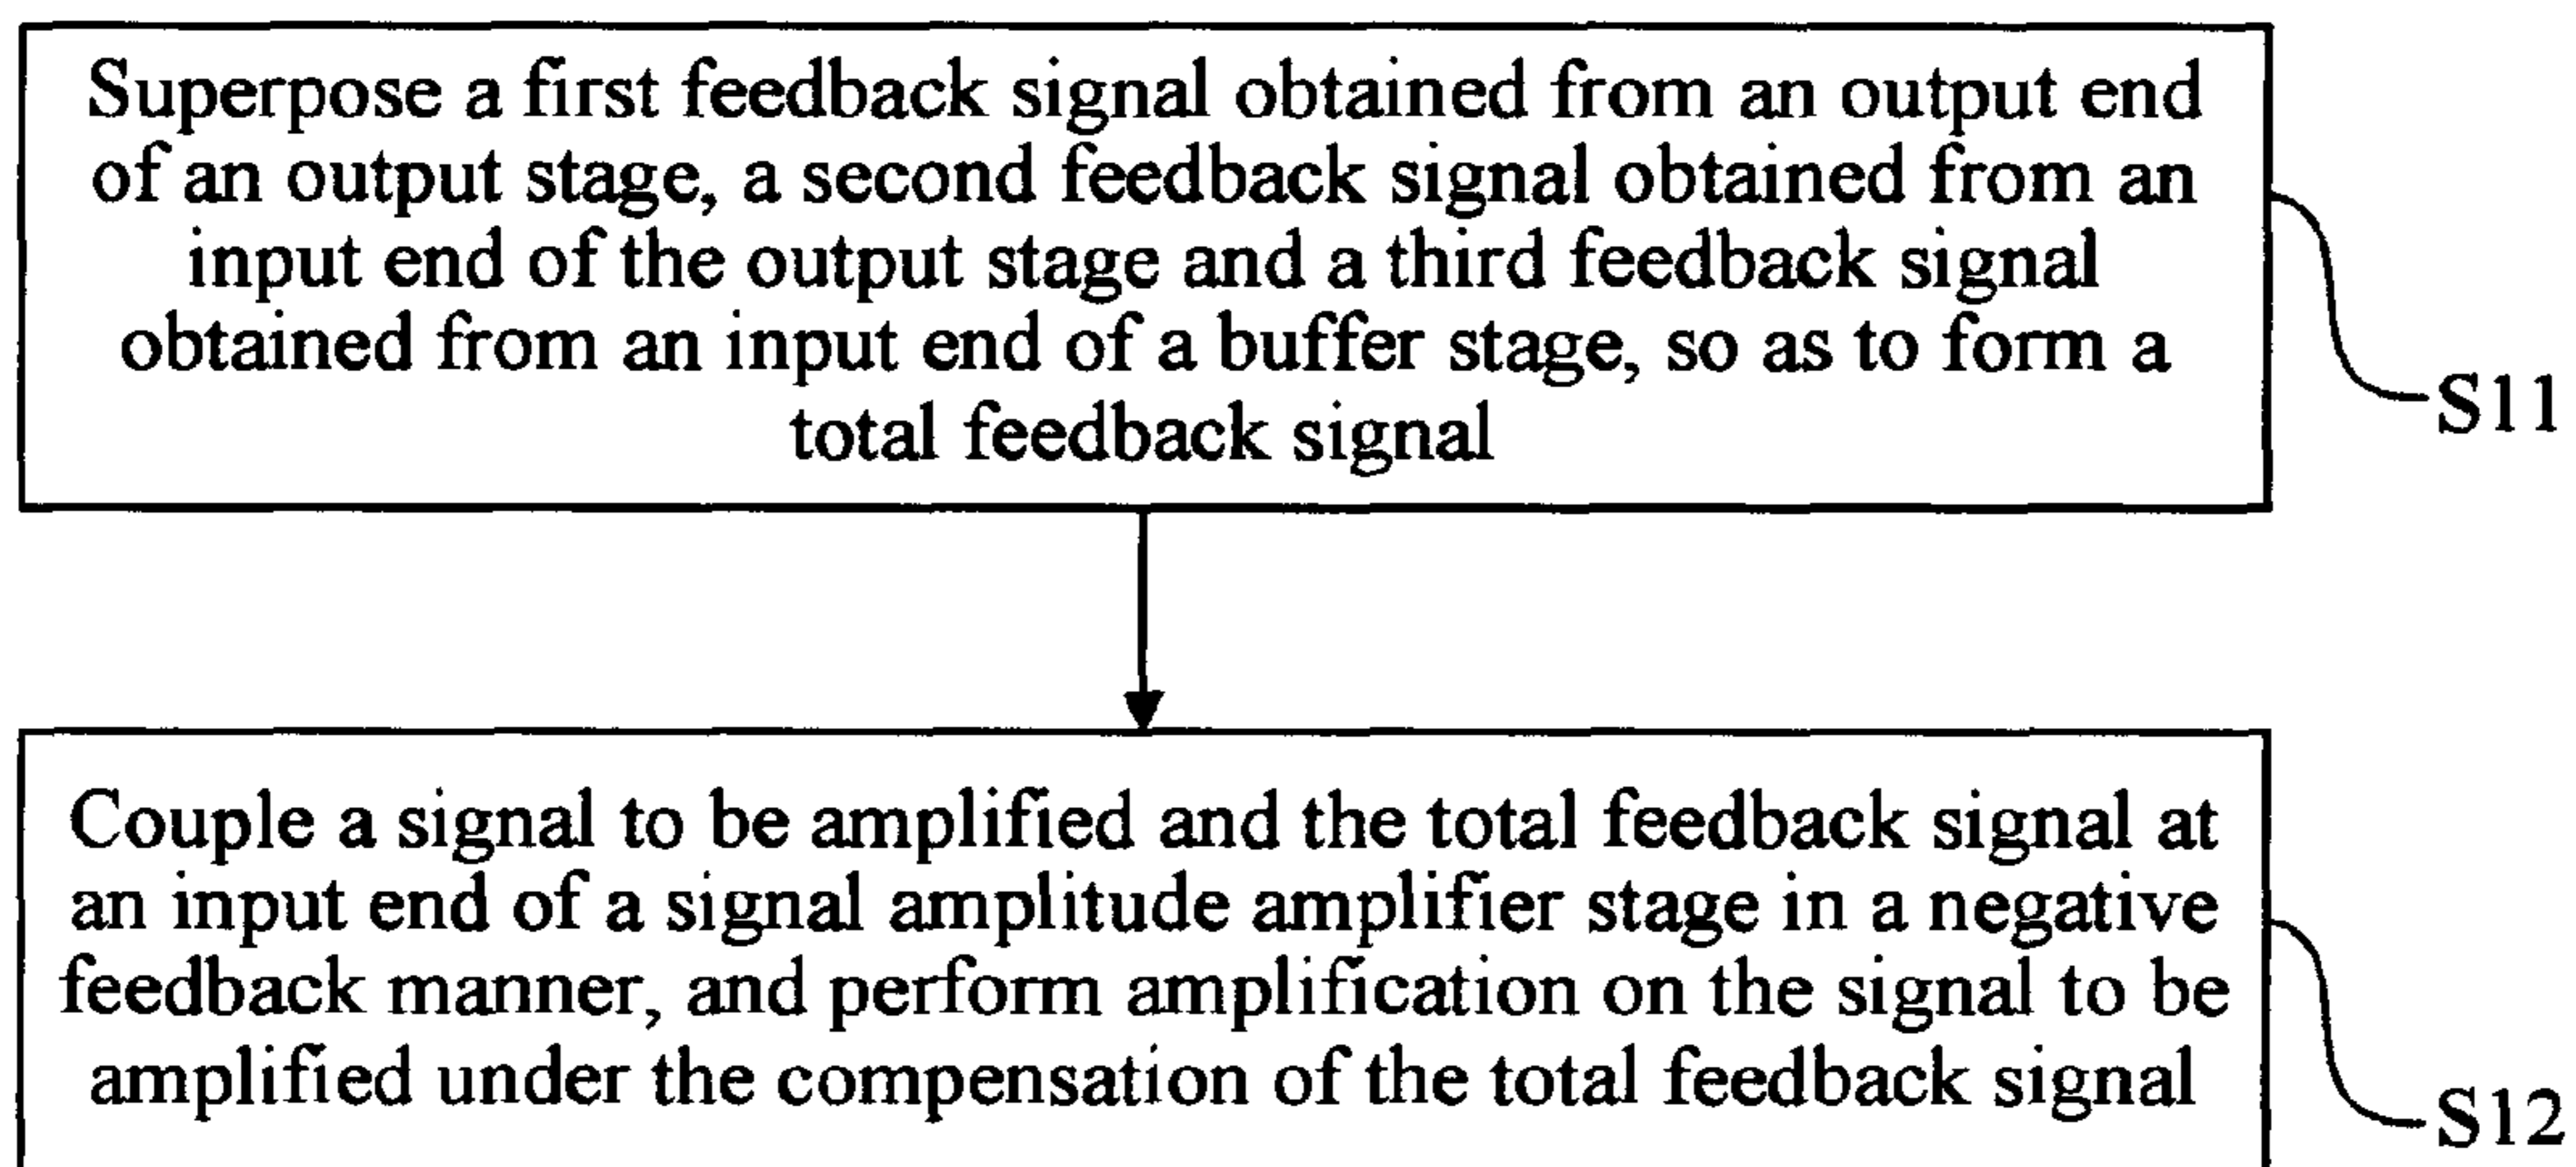 Superpose a first feedback signal obtained from an output end
of an output stage, a second feedback signal obtained from an
input end of the output stage and a third feedback signal
obtained from an input end of a buffer stage, so as to form a
total feedback signal
S11
Couple a signal to be amplified and the total feedback signal at
an input end of a signal amplitude amplifier stage in a negative
feedback manner, and perform amplification on the signal to be
amplified under the compensation of the total feedback signal
S12